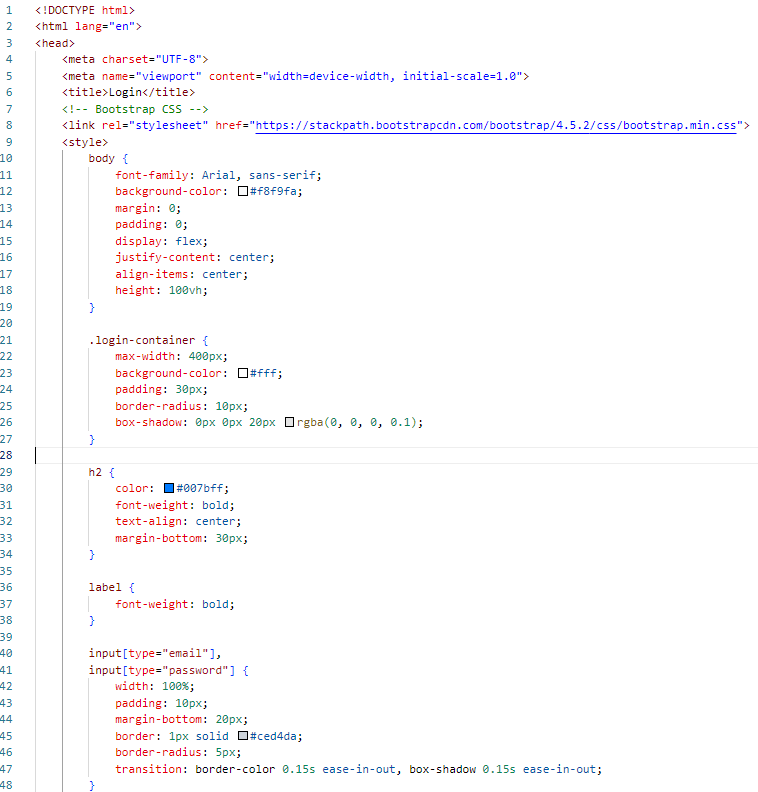 1 <!DOCTYPE html>
2 <html lang="en">
3 <head>
4     <meta charset="UTF-8">
5     <meta name="viewport" content="width=device-width, initial-scale=1.0">
6     <title>Login</title>
7     <!-- Bootstrap CSS -->
8     <link rel="stylesheet" href="https://stackpath.bootstrapcdn.com/bootstrap/4.5.2/css/bootstrap.min.css">
9     <style>
10         body {
11             font-family: Arial, sans-serif;
12             background-color: #f8f9fa;
13             margin: 0;
14             padding: 0;
15             display: flex;
16             justify-content: center;
17             align-items: center;
18             height: 100vh;
19         }
20
21         .login-container {
22             max-width: 400px;
23             background-color: #fff;
24             padding: 30px;
25             border-radius: 10px;
26             box-shadow: 0px 0px 20px rgba(0, 0, 0, 0.1);
27         }
28
29         h2 {
30             color: #007bff;
31             font-weight: bold;
32             text-align: center;
33             margin-bottom: 30px;
34         }
35
36         label {
37             font-weight: bold;
38         }
39
40         input[type="email"],
41         input[type="password"] {
42             width: 100%;
43             padding: 10px;
44             margin-bottom: 20px;
45             border: 1px solid #ced4da;
46             border-radius: 5px;
47             transition: border-color 0.15s ease-in-out, box-shadow 0.15s ease-in-out;
48         }